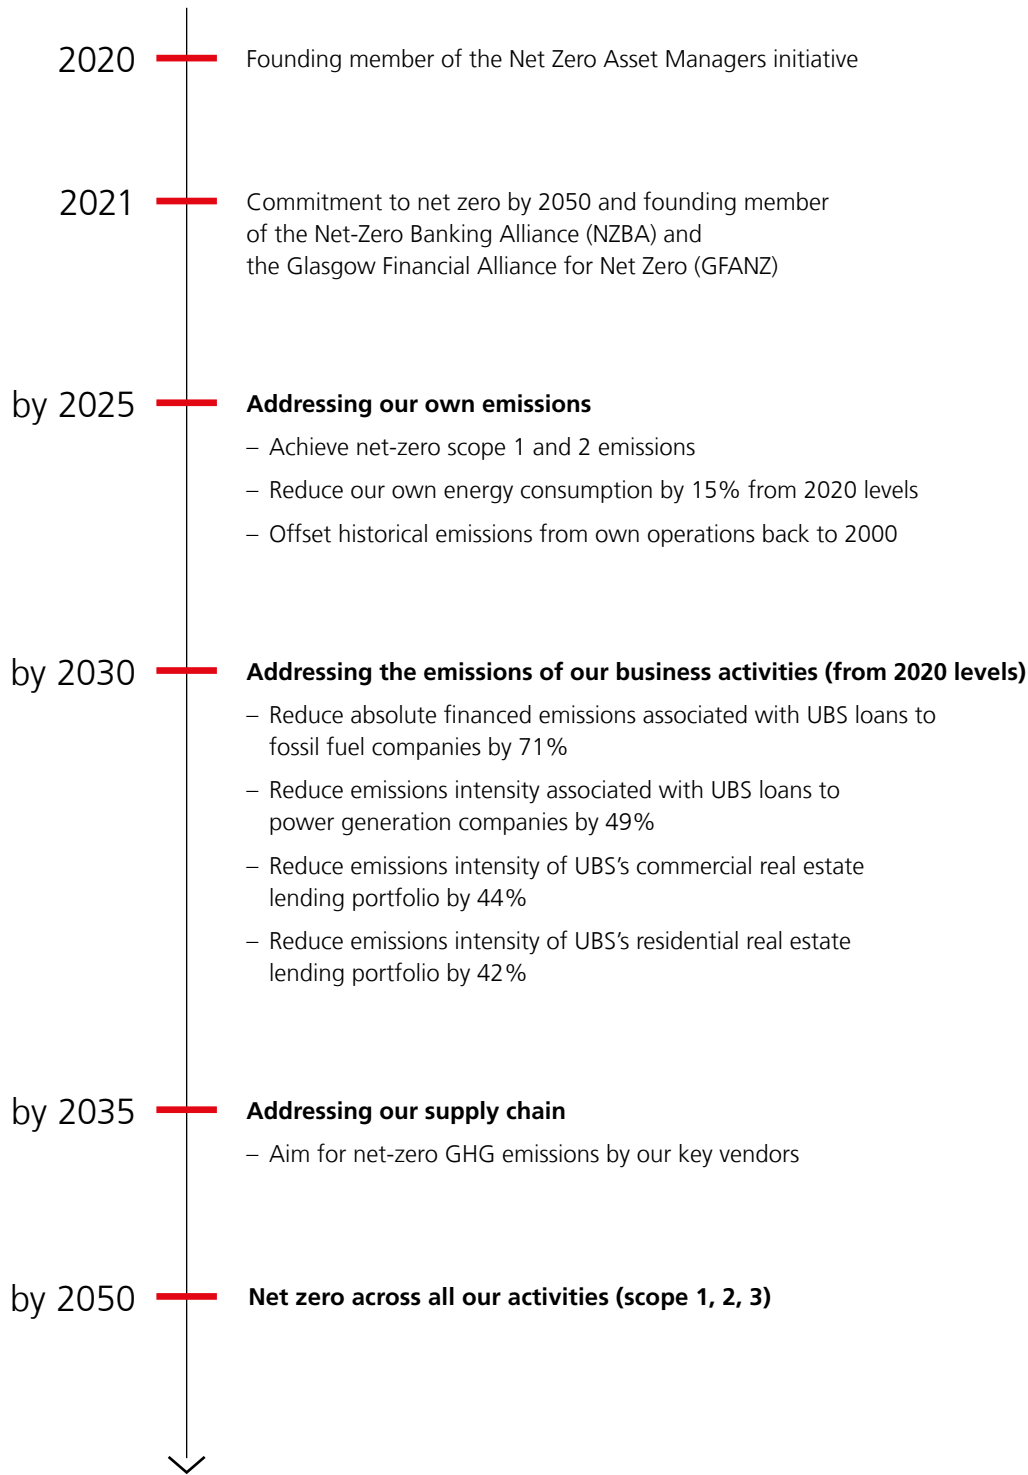 2020
Founding member of the Net Zero Asset Managers initiative
2021
Commitment to net zero by 2050 and founding member
of the Net-Zero Banking Alliance (NZBA) and
the Glasgow Financial Alliance for Net Zero (GFANZ)
by 2025
Addressing our own emissions
– Achieve net-zero scope 1 and 2 emissions
– Reduce our own energy consumption by 15% from 2020 levels
– Offset historical emissions from own operations back to 2000
by 2030
Addressing the emissions of our business activities (from 2020 levels)
– Reduce absolute financed emissions associated with UBS loans to
fossil fuel companies by 71%
– Reduce emissions intensity associated with UBS loans to
power generation companies by 49%
– Reduce emissions intensity of UBS’s commercial real estate
lending portfolio by 44%
– Reduce emissions intensity of UBS’s residential real estate
lending portfolio by 42%
by 2035
Addressing our supply chain
– Aim for net-zero GHG emissions by our key vendors
by 2050
Net zero across all our activities (scope 1, 2, 3)